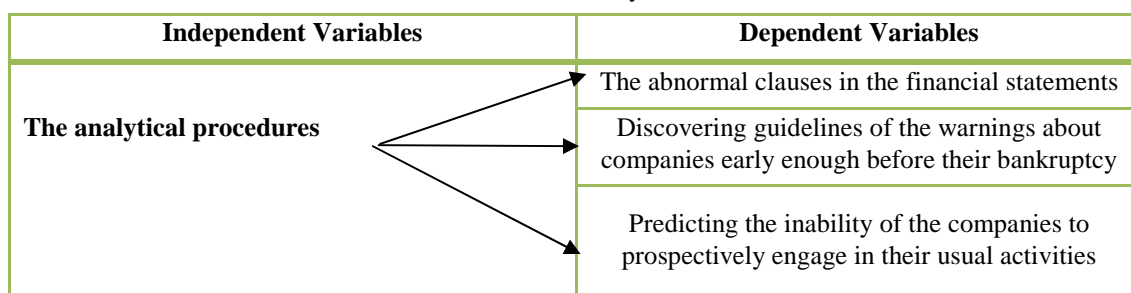 Independent Variables
Dependent Variables
The analytical procedures
The abnormal clauses in the financial statements
Discovering guidelines of the warnings about
companies early enough before their bankruptcy
Predicting the inability of the companies to
prospectively engage in their usual activities